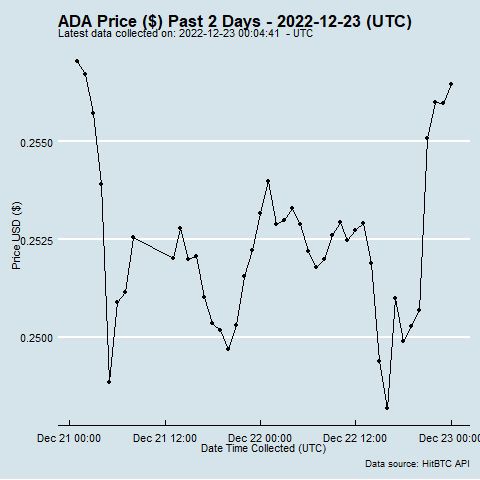 ADA Price ($) Past 2 Days - 2022-12-23 (UTC)
Latest data collected on: 2022-12-23 00:04:41 - UTC
Price USD ($)
0.2550
0.2525
0.2500
Dec 21 00:00 Dec 21 12:00 Dec 22 00:00 Dec 22 12:00 Dec 23 00:00
Date Time Collected (UTC)
Data source: HitBTC API